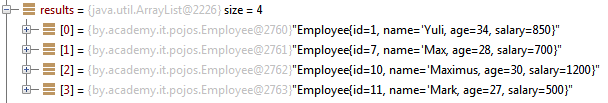 results = {java.util.ArrayList@2226} size = 4
[0] = {by.academy.it.pojos.Employee@2760}"Employee{id=1, name='Yuli, age=34, salary=850}"
[1] = {by.academy.it.pojos.Employee@2761}"Employee{id=7, name='Max, age=28, salary=700}"
[2] = {by.academy.it.pojos.Employee@2762}"Employee{id=10, name='Maximus, age=30, salary=1200}"
[3] = {by.academy.it.pojos.Employee@2763}"Employee{id=11, name='Mark, age=27, salary=500}"